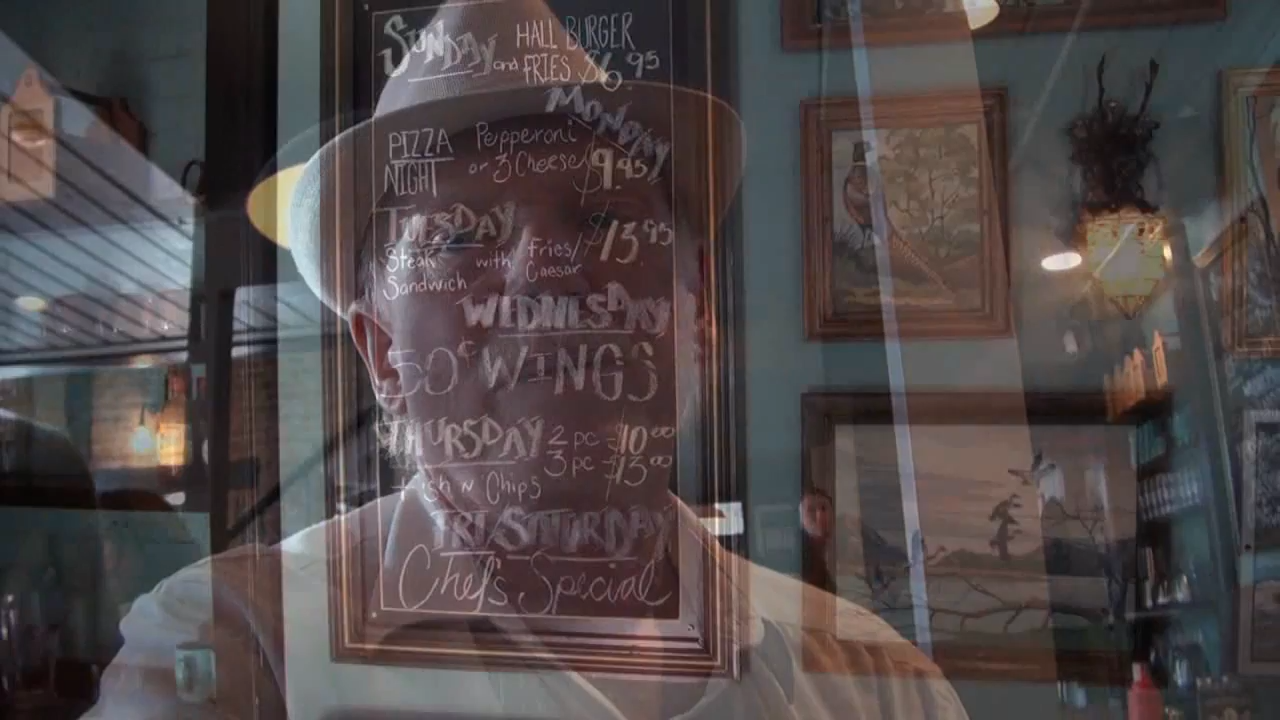 SUNDAY HALL BURGER
and FRIES $6.95
MONDAY
PIZZA Pepperoni
NIGHT or 3 Cheese $9.95
TUESDAY $13.95
Steak with Fries/
Sandwich Caesar
WEDNESDAY
50¢ WINGS
THURSDAY 2 pc $10.00
3 pc $13.00
Fish N Chips
FRI/SATURDAY
Chef's Special